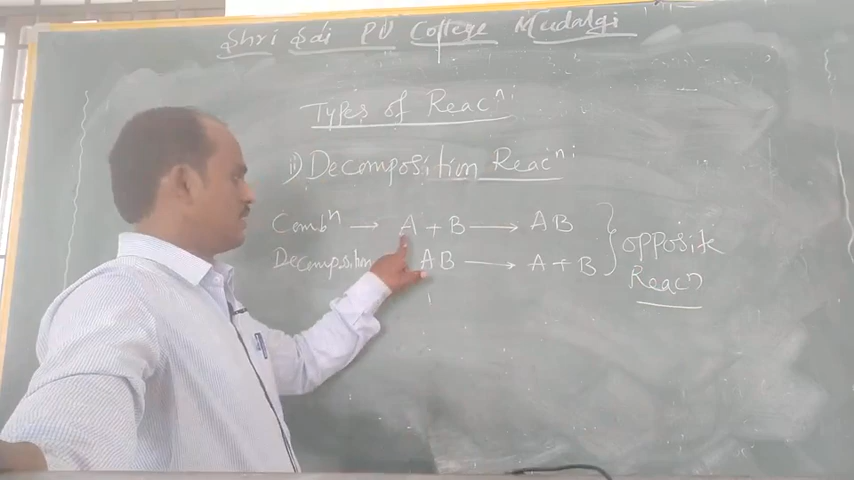 Shri Sai PU College Mudalgi
Types of Reacⁿ:
ii) Decomposition Reacⁿ:
Combⁿ → A + B → AB
Decomposition AB → A + B
opposite
Reacⁿ